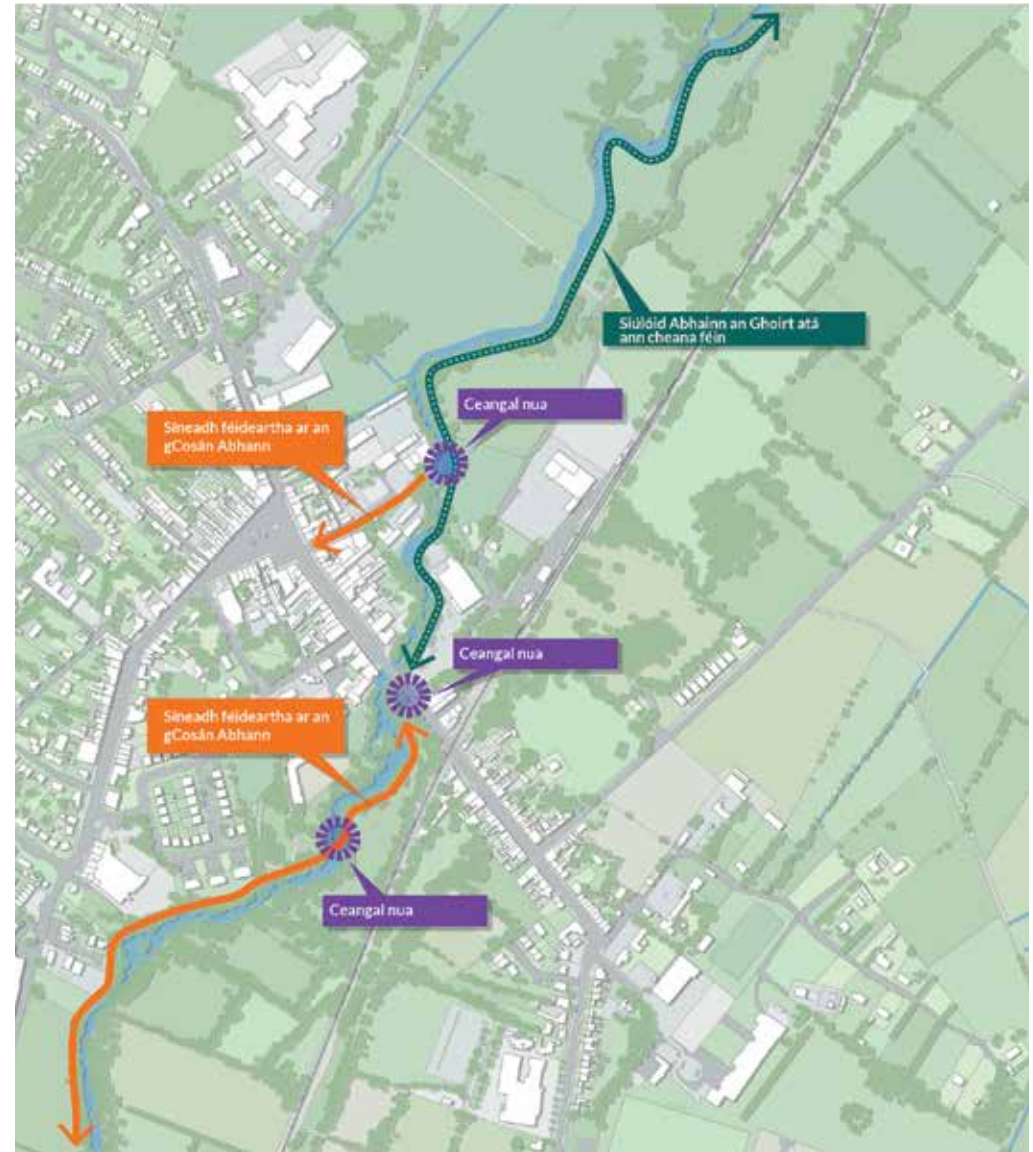 Siúlóid Abhainn an Ghoirt atá
ann cheana féin
Ceangal nua
Síneadh féideartha ar an
gCosán Abhann
Ceangal nua
Síneadh féideartha ar an
gCosán Abhann
Ceangal nua